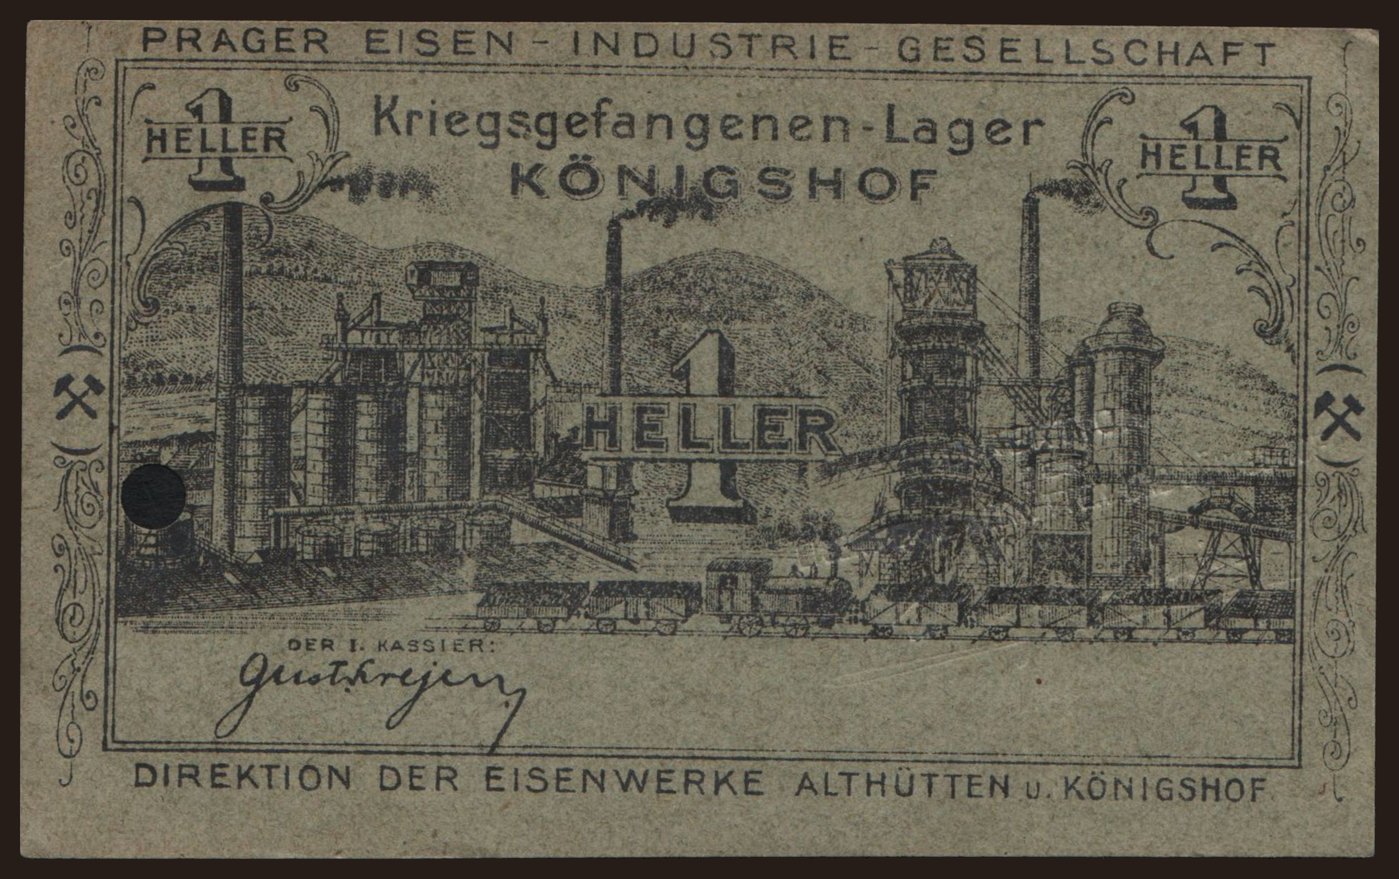 PRAGER EISEN - INDUSTRIE - GESELLSCHAFT
1
HELLER
Kriegsgefangenen-Lager
KÖNIGSHOF
1
HELLER
1
HELLER
DER I. KASSIER:
DIREKTION DER EISENWERKE ALTHÜTTEN u. KÖNIGSHOF.